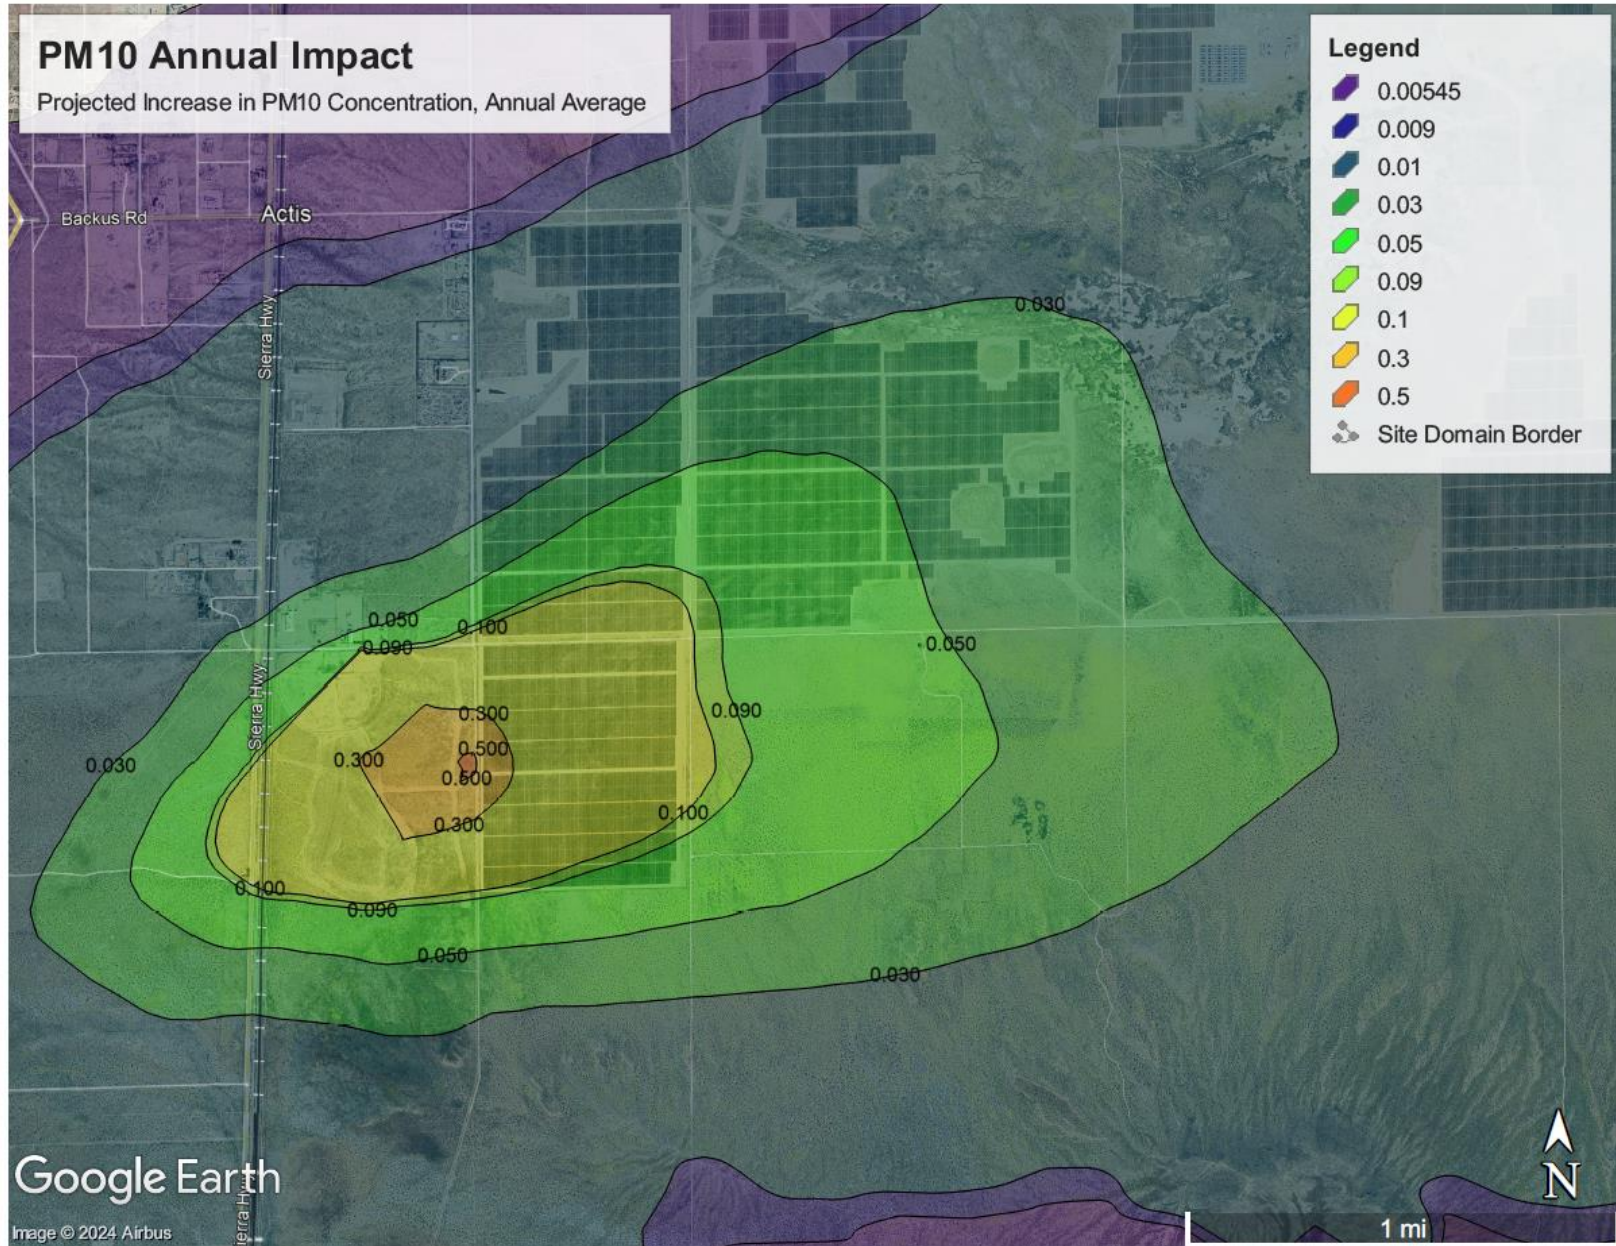 PM10 Annual Impact
Projected Increase in PM10 Concentration, Annual Average
Legend
0.00545
0.009
0.01
0.03
0.05
0.09
0.1
0.3
0.5
Site Domain Border
Backus Rd
Actis
Sierra Hwy
0.030
0.050
0.100
0.090
0.050
Sierra Hwy
0.300
0.090
0.500
0.300
0.030
0.500
0.100
0.300
0.100
0.090
0.050
0.030
Google Earth
Sierra Hwy
N
Image © 2024 Airbus
1 mi